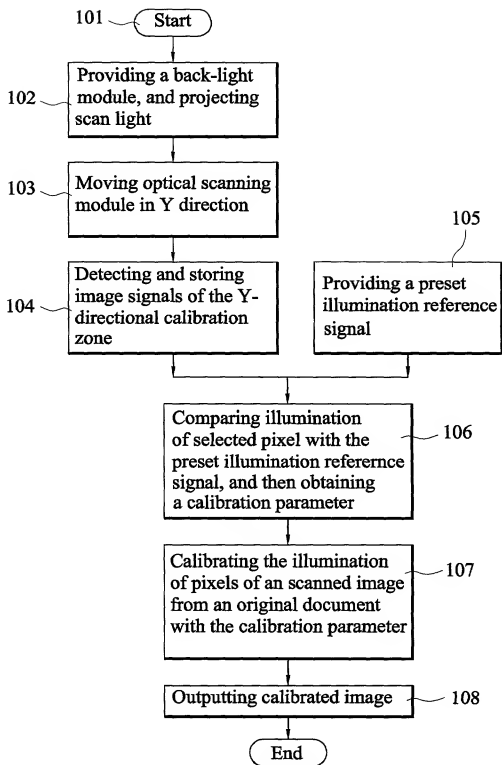 101
Start
Providing a back-light
module, and projecting
scan light
102
Moving optical scanning
module in Y direction
103
105
Detecting and storing
image signals of the Y-
directional calibration
zone
104
Providing a preset
illumination reference
signal
Comparing illumination
of selected pixel with the
preset illumination referernce
signal, and then obtaining
a calibration parameter
106
Calibrating the illumination
of pixels of an scanned image
from an original document
with the calibration parameter
107
Outputting calibrated image
108
End